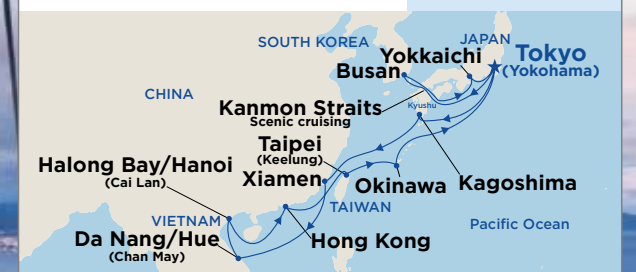 SOUTH KOREA
JAPAN
Yokkaichi
Tokyo
(Yokohama)
Busan
CHINA
Kanmon Straits
Scenic cruising
Kyushu
Taipei
(Keelung)
Halong Bay/Hanoi
(Cai Lan)
Xiamen
Okinawa
Kagoshima
VIETNAM
TAIWAN
Pacific Ocean
Da Nang/Hue
(Chan May)
Hong Kong